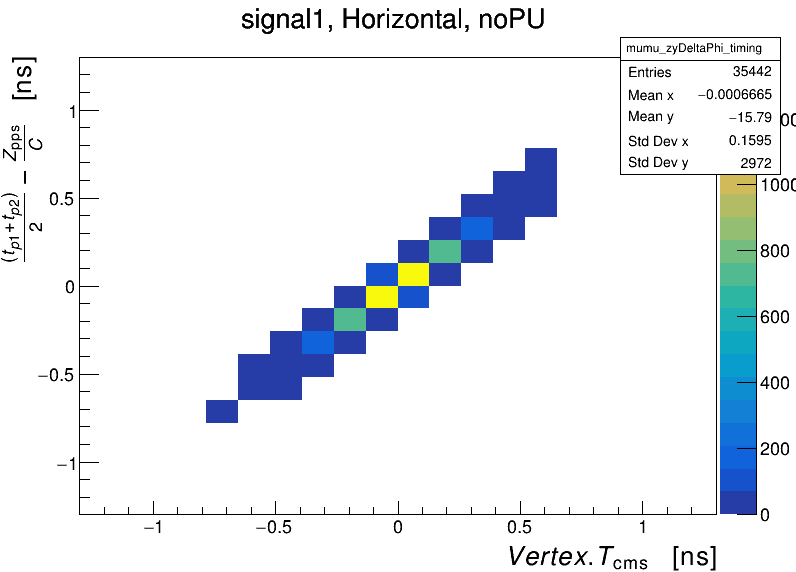 signal1, Horizontal, noPU
mumu_zyDeltaPhi_timing
Entries 35442
Mean x −0.0006665
Mean y −15.79
Std Dev x 0.1595
Std Dev y 2972
(t_p1+t_p2)/2 − Z_pps/C [ns]
1
0.5
0
−0.5
−1
−1 −0.5 0 0.5 1
Vertex.T_cms [ns]
1000
800
600
400
200
0